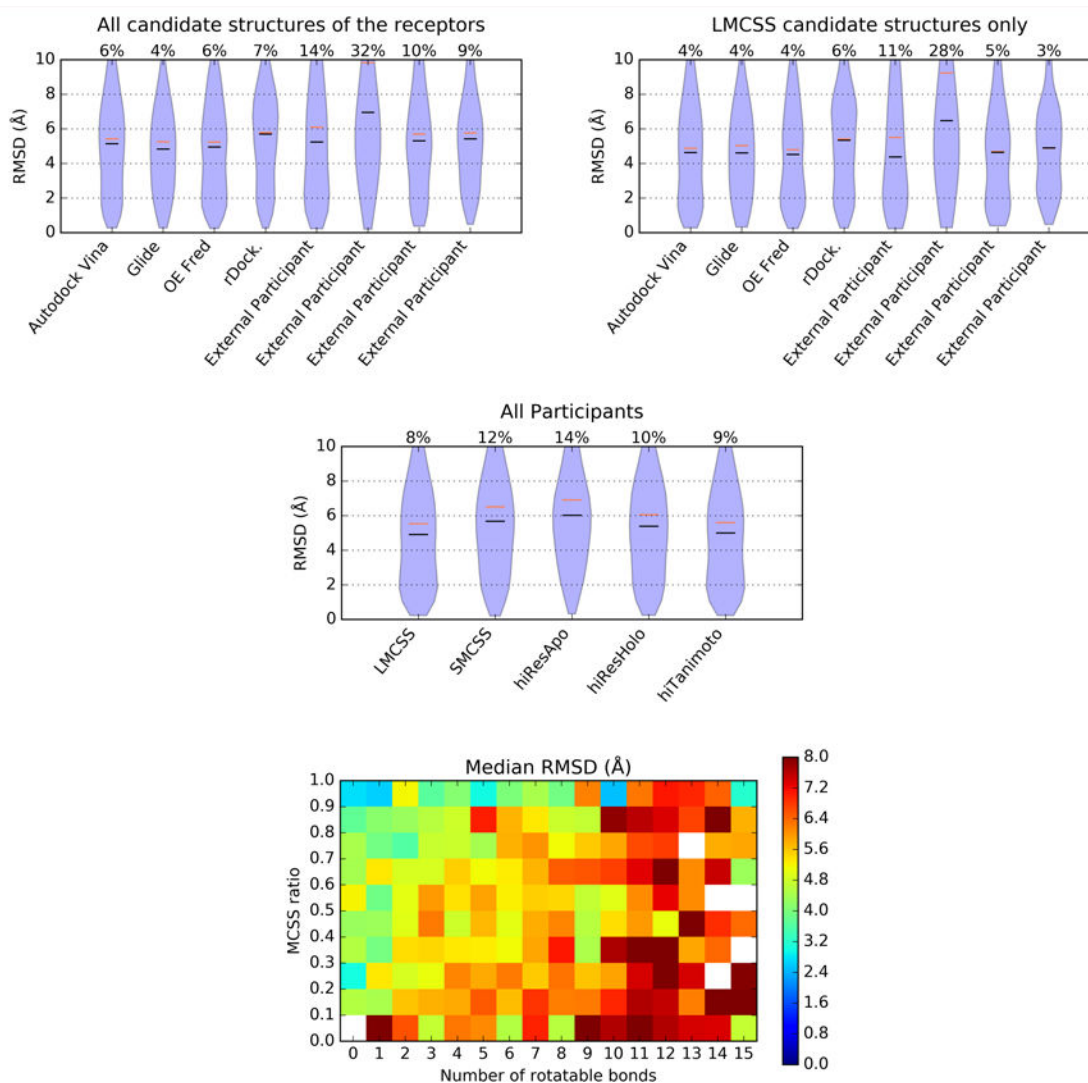 All candidate structures of the receptors
6% 4% 6% 7% 14% 32% 10% 9%
10
8
6
4
2
0
RMSD (Å)
Autodock Vina
Glide
OE Fred
rDock.
External Participant
External Participant
External Participant
External Participant
LMCSS candidate structures only
4% 4% 4% 6% 11% 28% 5% 3%
10
8
6
4
2
0
RMSD (Å)
Autodock Vina
Glide
OE Fred
rDock.
External Participant
External Participant
External Participant
External Participant
All Participants
8% 12% 14% 10% 9%
10
8
6
4
2
0
RMSD (Å)
LMCSS
SMCSS
hiResApo
hiResHolo
hiTanimoto
Median RMSD (Å)
1.0
0.9
0.8
0.7
0.6
0.5
0.4
0.3
0.2
0.1
0.0
MCSS ratio
0 1 2 3 4 5 6 7 8 9 10 11 12 13 14 15
Number of rotatable bonds
8.0
7.2
6.4
5.6
4.8
4.0
3.2
2.4
1.6
0.8
0.0